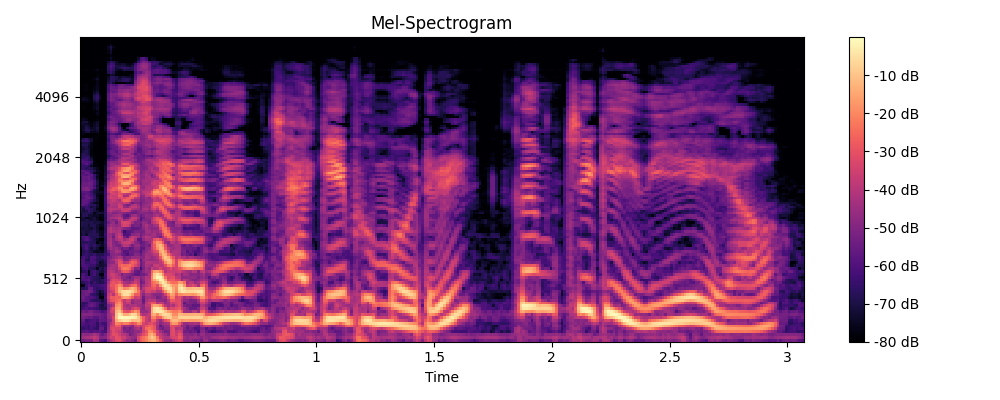 Mel-Spectrogram
Hz
4096
2048
1024
512
0
0 0.5 1 1.5 2 2.5 3
Time
-10 dB
-20 dB
-30 dB
-40 dB
-50 dB
-60 dB
-70 dB
-80 dB